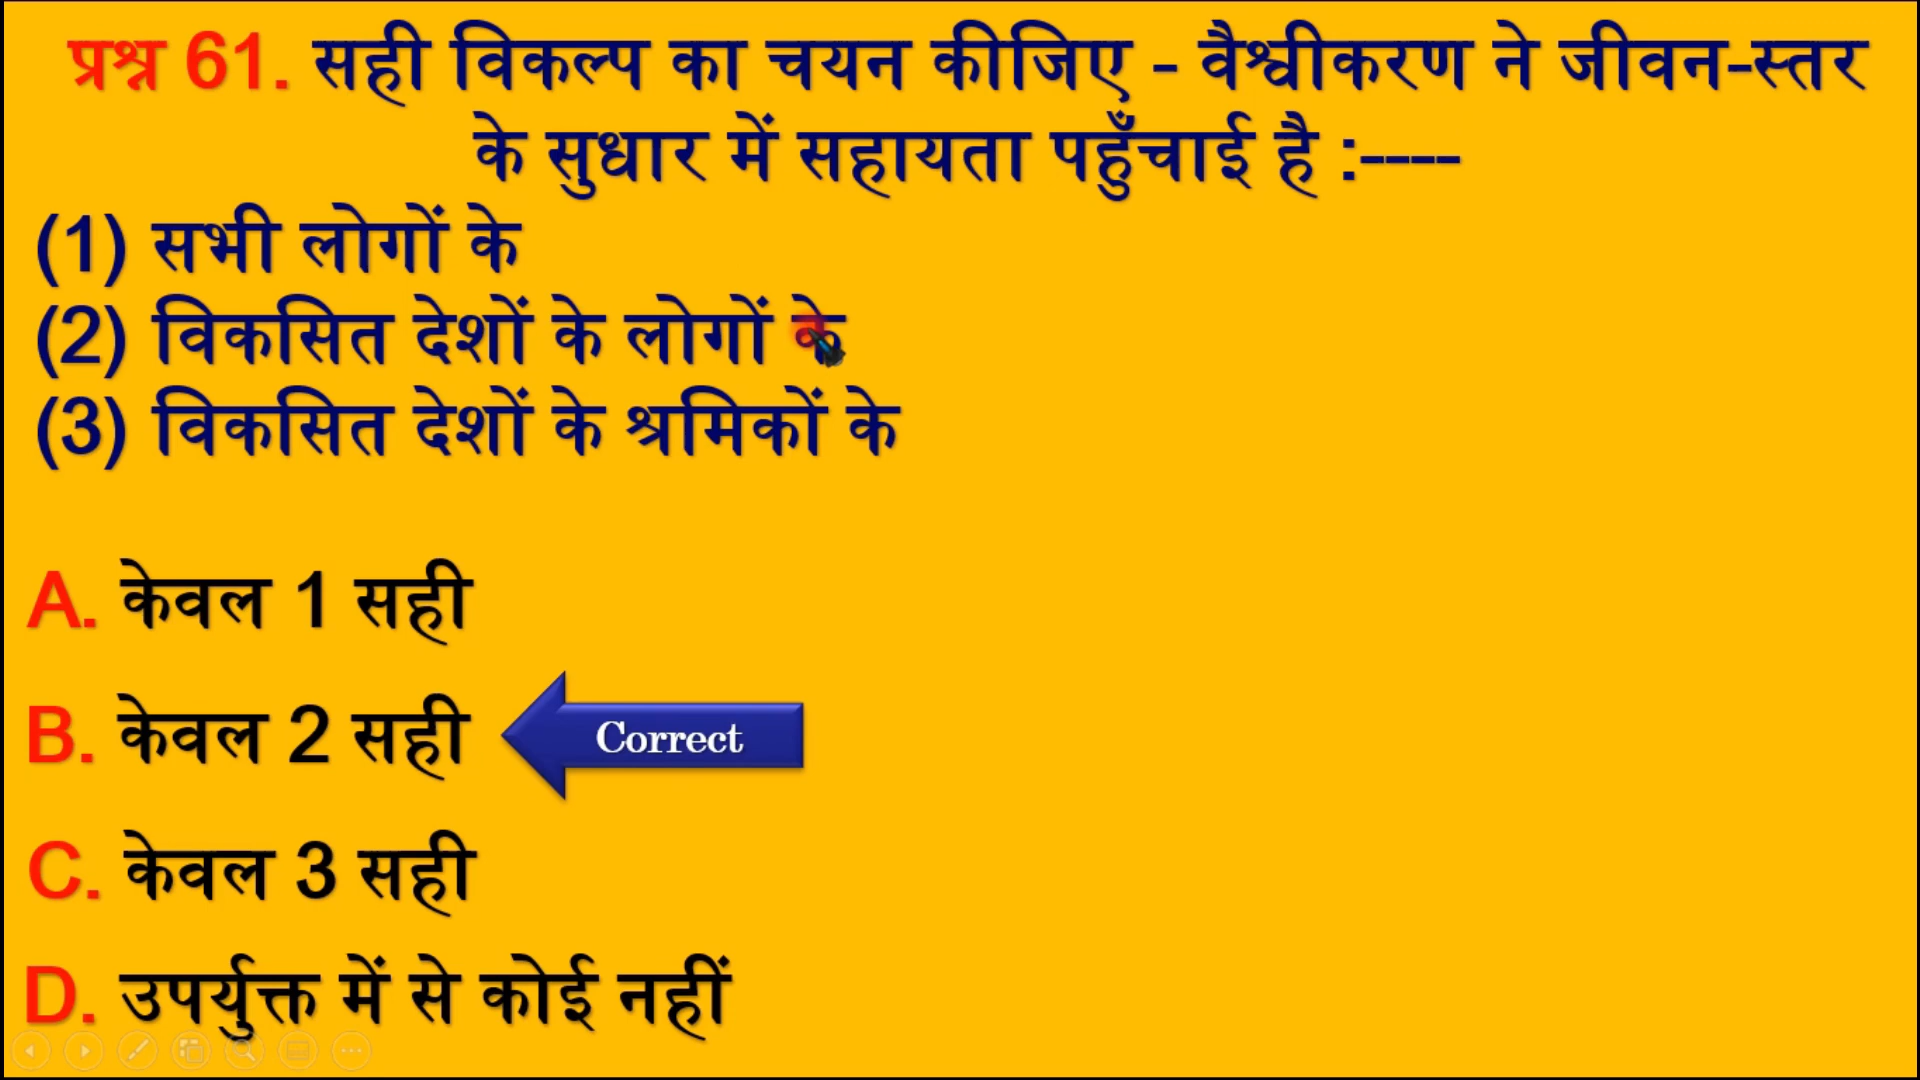 प्रश्न 61. सही विकल्प का चयन कीजिए - वैश्वीकरण ने जीवन-स्तर
के सुधार में सहायता पहुँचाई है :----
(1) सभी लोगों के
(2) विकसित देशों के लोगों के
(3) विकसित देशों के श्रमिकों के
A. केवल 1 सही
B. केवल 2 सही
Correct
C. केवल 3 सही
D. उपर्युक्त में से कोई नहीं